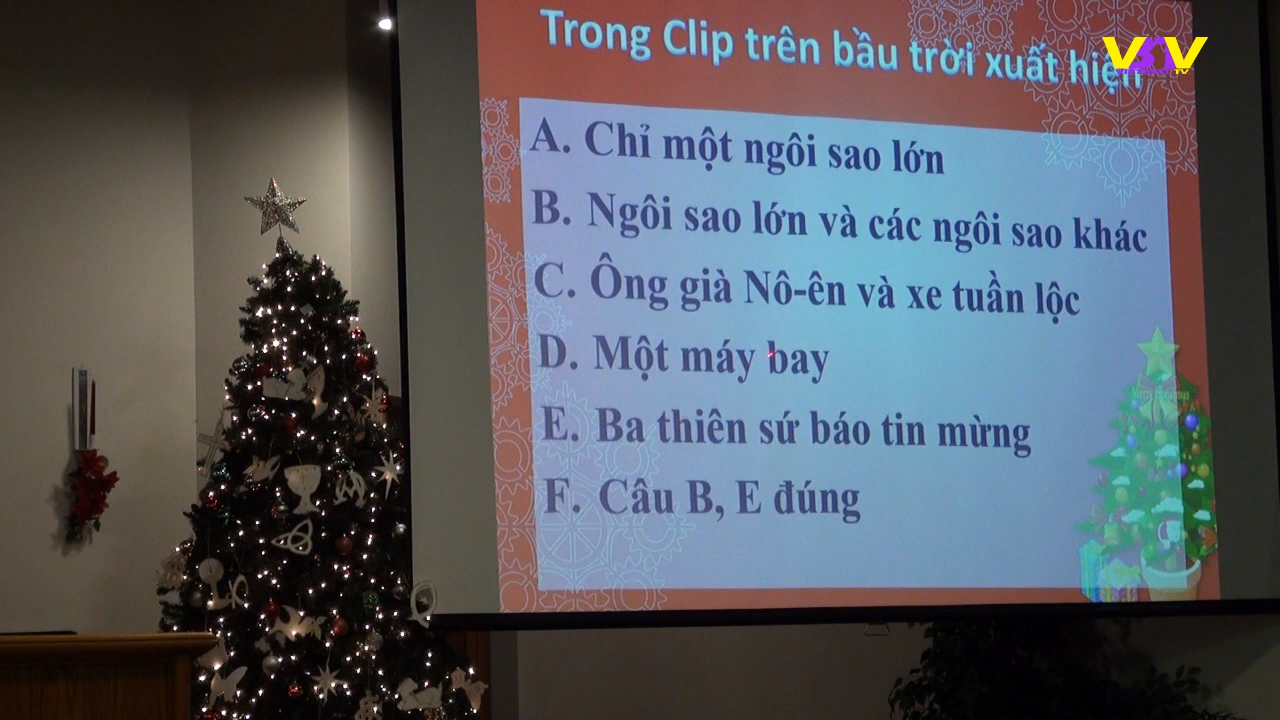 Trong Clip trên bầu trời xuất hiện
A. Chỉ một ngôi sao lớn
B. Ngôi sao lớn và các ngôi sao khác
C. Ông già Nô-ên và xe tuần lộc
D. Một máy bay
E. Ba thiên sứ báo tin mừng
F. Câu B, E đúng